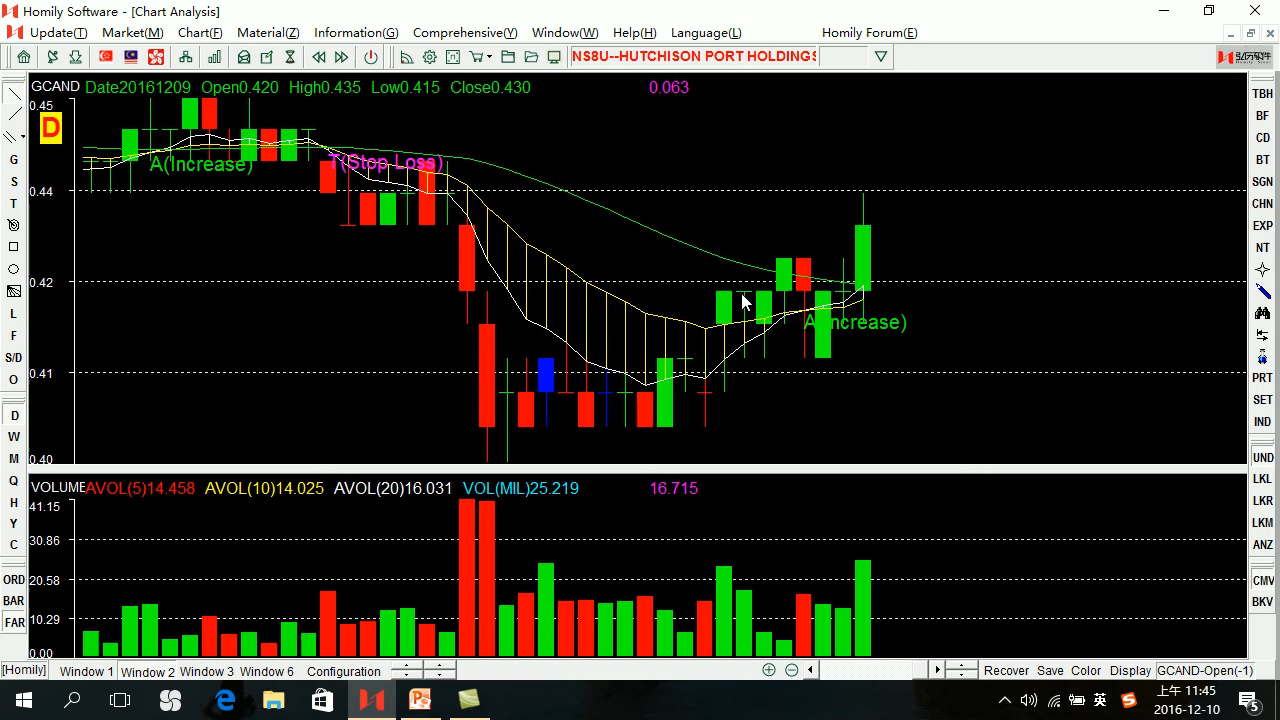 Homily Software - [Chart Analysis]
Update(T) Market(M) Chart(F) Material(Z) Information(G) Comprehensive(Y) Window(W) Help(H) Language(L) Homily Forum(E)
NS8U--HUTCHISON PORT HOLDINGS
GCAND Date20161209 Open0.420 High0.435 Low0.415 Close0.430 0.063
D
A(Increase)
T(Stop Loss)
A(Increase)
0.45
0.44
0.42
0.41
0.40
VOLUME AVOL(5)14.458 AVOL(10)14.025 AVOL(20)16.031 VOL(MIL)25.219 16.715
41.15
30.86
20.58
10.29
0.00
G
S
T
L
F
S/D
O
D
W
M
Q
H
Y
C
ORD
BAR
FAR
TBH
BF
CD
BT
SGN
CHN
EXP
NT
PRT
SET
IND
UND
LKL
LKR
LKM
ANZ
CMV
BKV
[Homily] Window 1 Window 2 Window 3 Window 6 Configuration Recover Save Color Display GCAND-Open(-1)
英 上午 11:45
2016-12-10
5